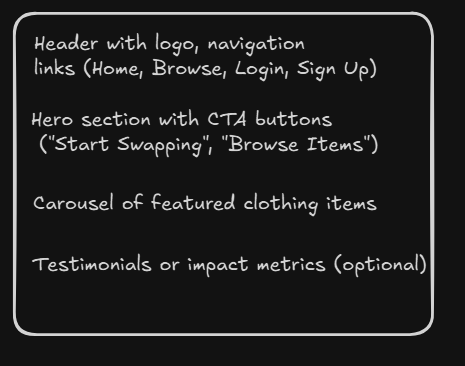 Header with logo, navigation
links (Home, Browse, Login, Sign Up)
Hero section with CTA buttons
("Start Swapping", "Browse Items")
Carousel of featured clothing items
Testimonials or impact metrics (optional)